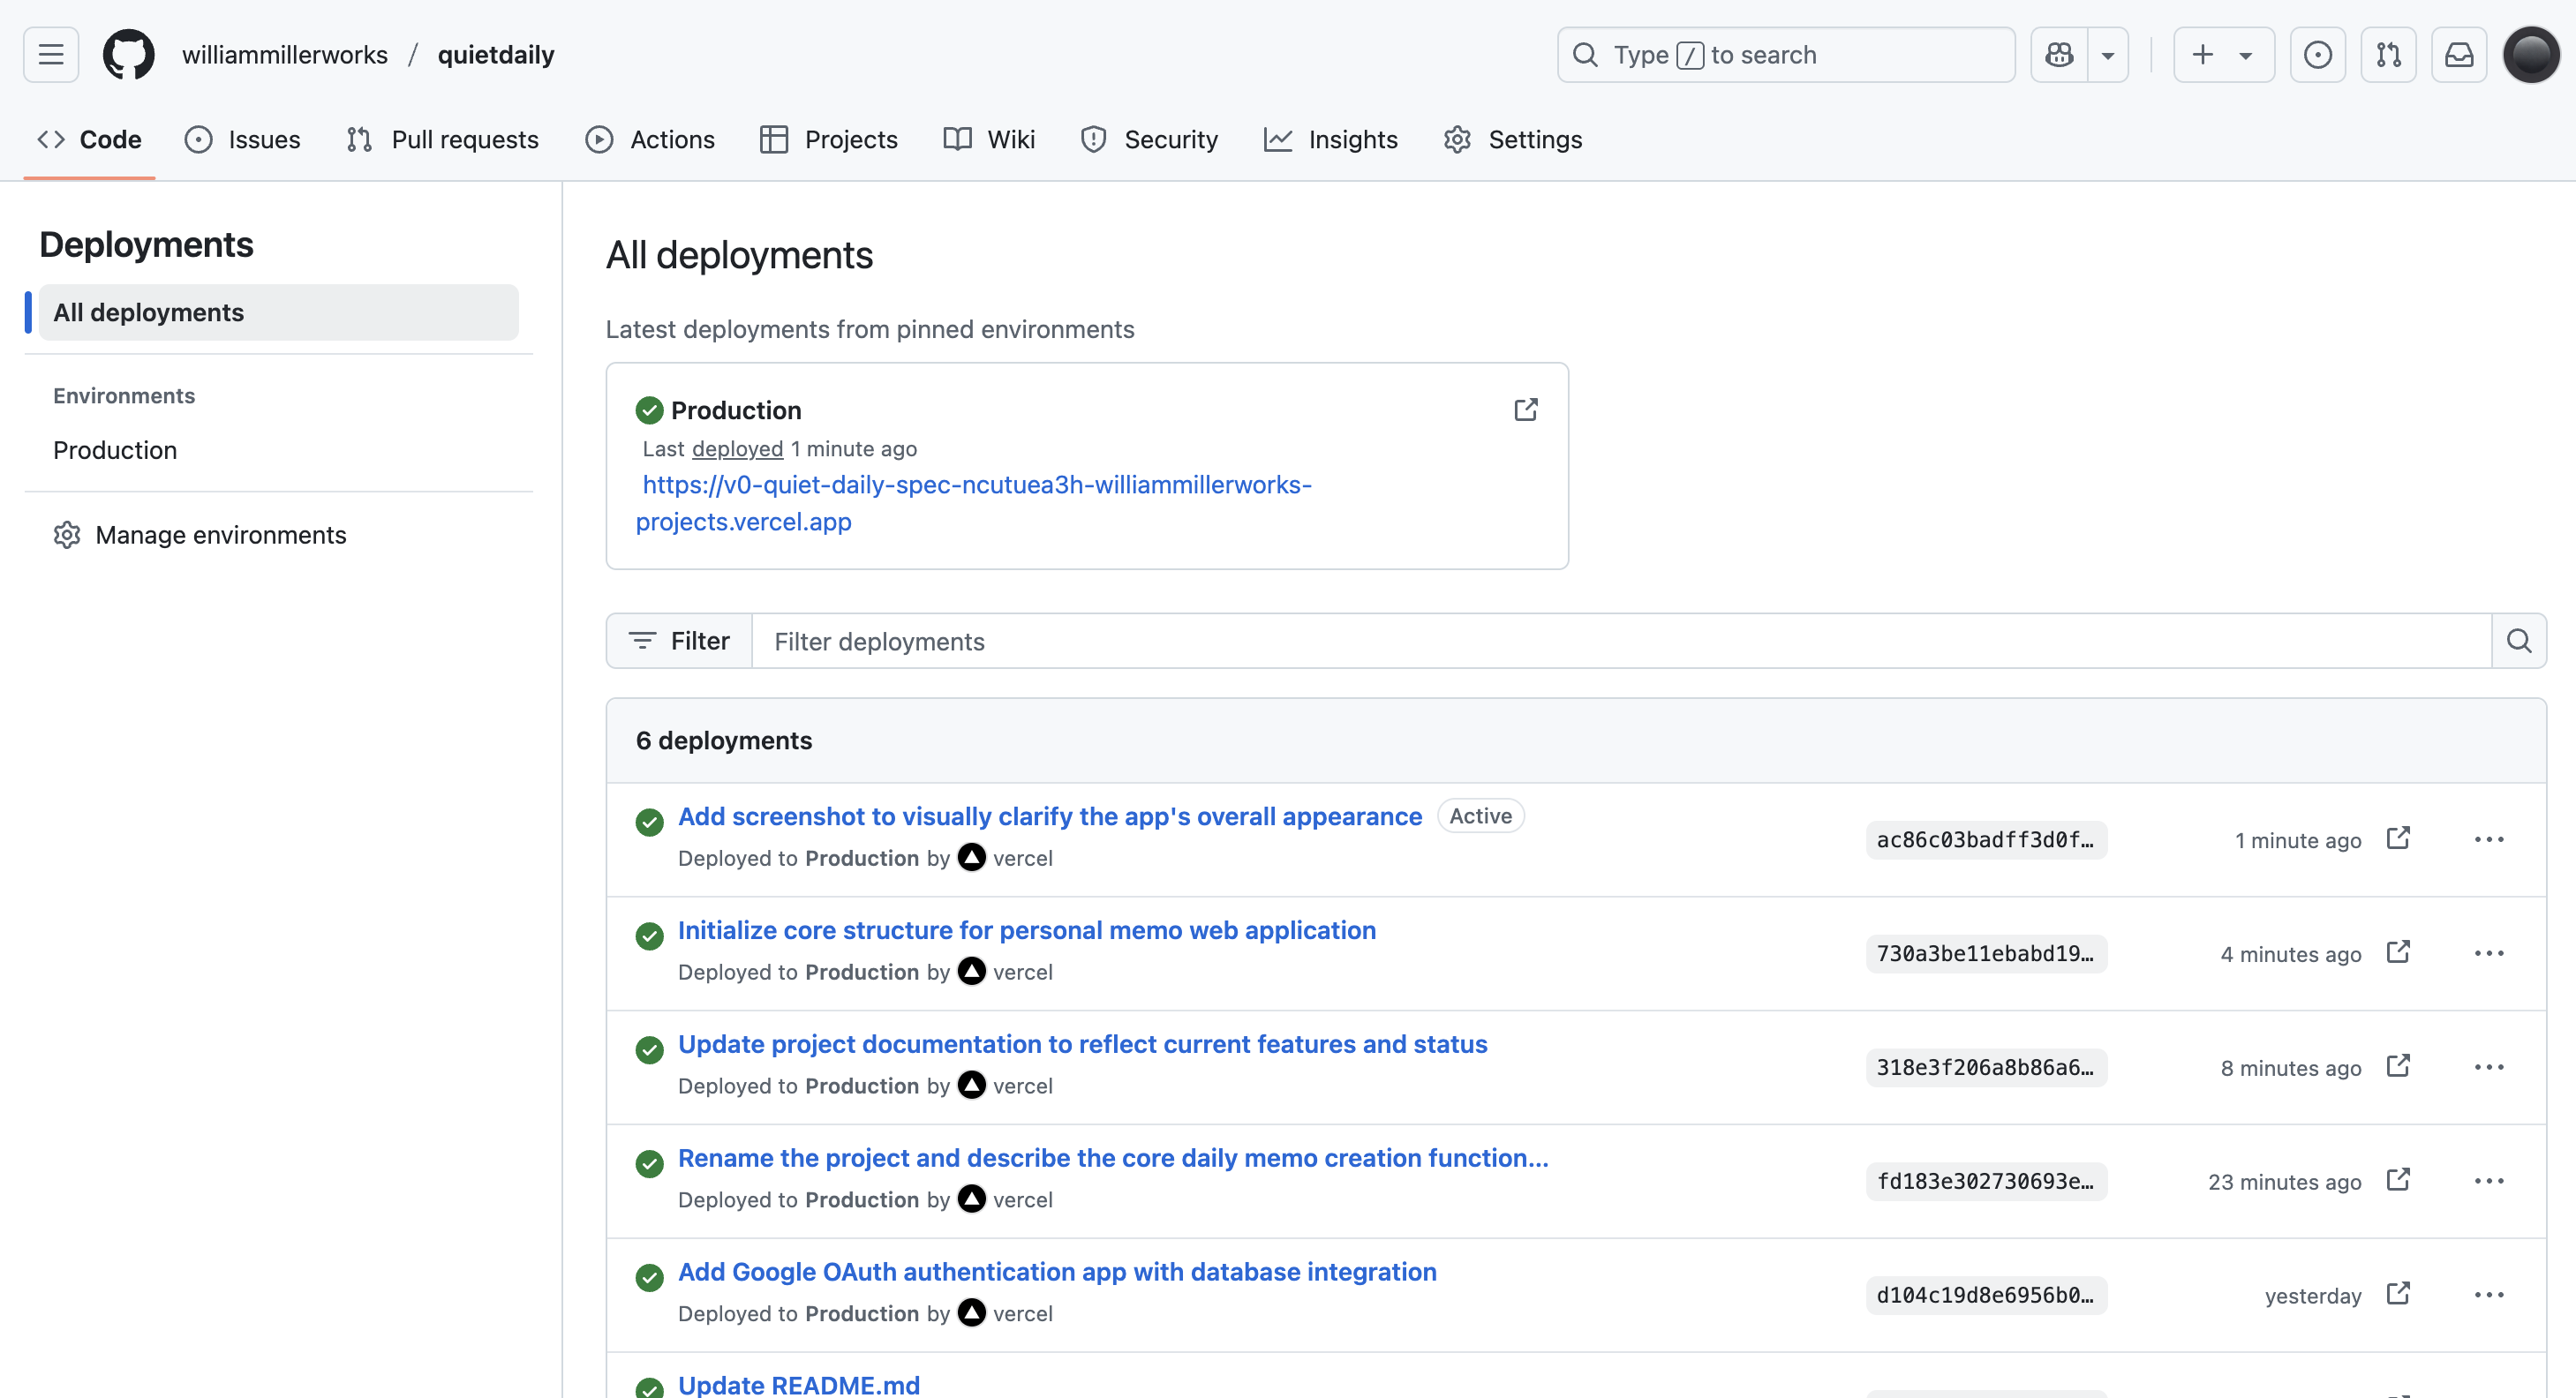 williammillerworks / quietdaily
Type / to search
Code
Issues
Pull requests
Actions
Projects
Wiki
Security
Insights
Settings
Deployments
All deployments
Environments
Production
Manage environments
All deployments
Latest deployments from pinned environments
Production
Last deployed 1 minute ago
https://v0-quiet-daily-spec-ncutuea3h-williammillerworks-
projects.vercel.app
Filter
Filter deployments
6 deployments
Add screenshot to visually clarify the app's overall appearance Active
Deployed to Production by vercel
ac86c03badff3d0f…
1 minute ago
Initialize core structure for personal memo web application
Deployed to Production by vercel
730a3be11ebabd19…
4 minutes ago
Update project documentation to reflect current features and status
Deployed to Production by vercel
318e3f206a8b86a6…
8 minutes ago
Rename the project and describe the core daily memo creation function…
Deployed to Production by vercel
fd183e302730693e…
23 minutes ago
Add Google OAuth authentication app with database integration
Deployed to Production by vercel
d104c19d8e6956b0…
yesterday
Update README.md